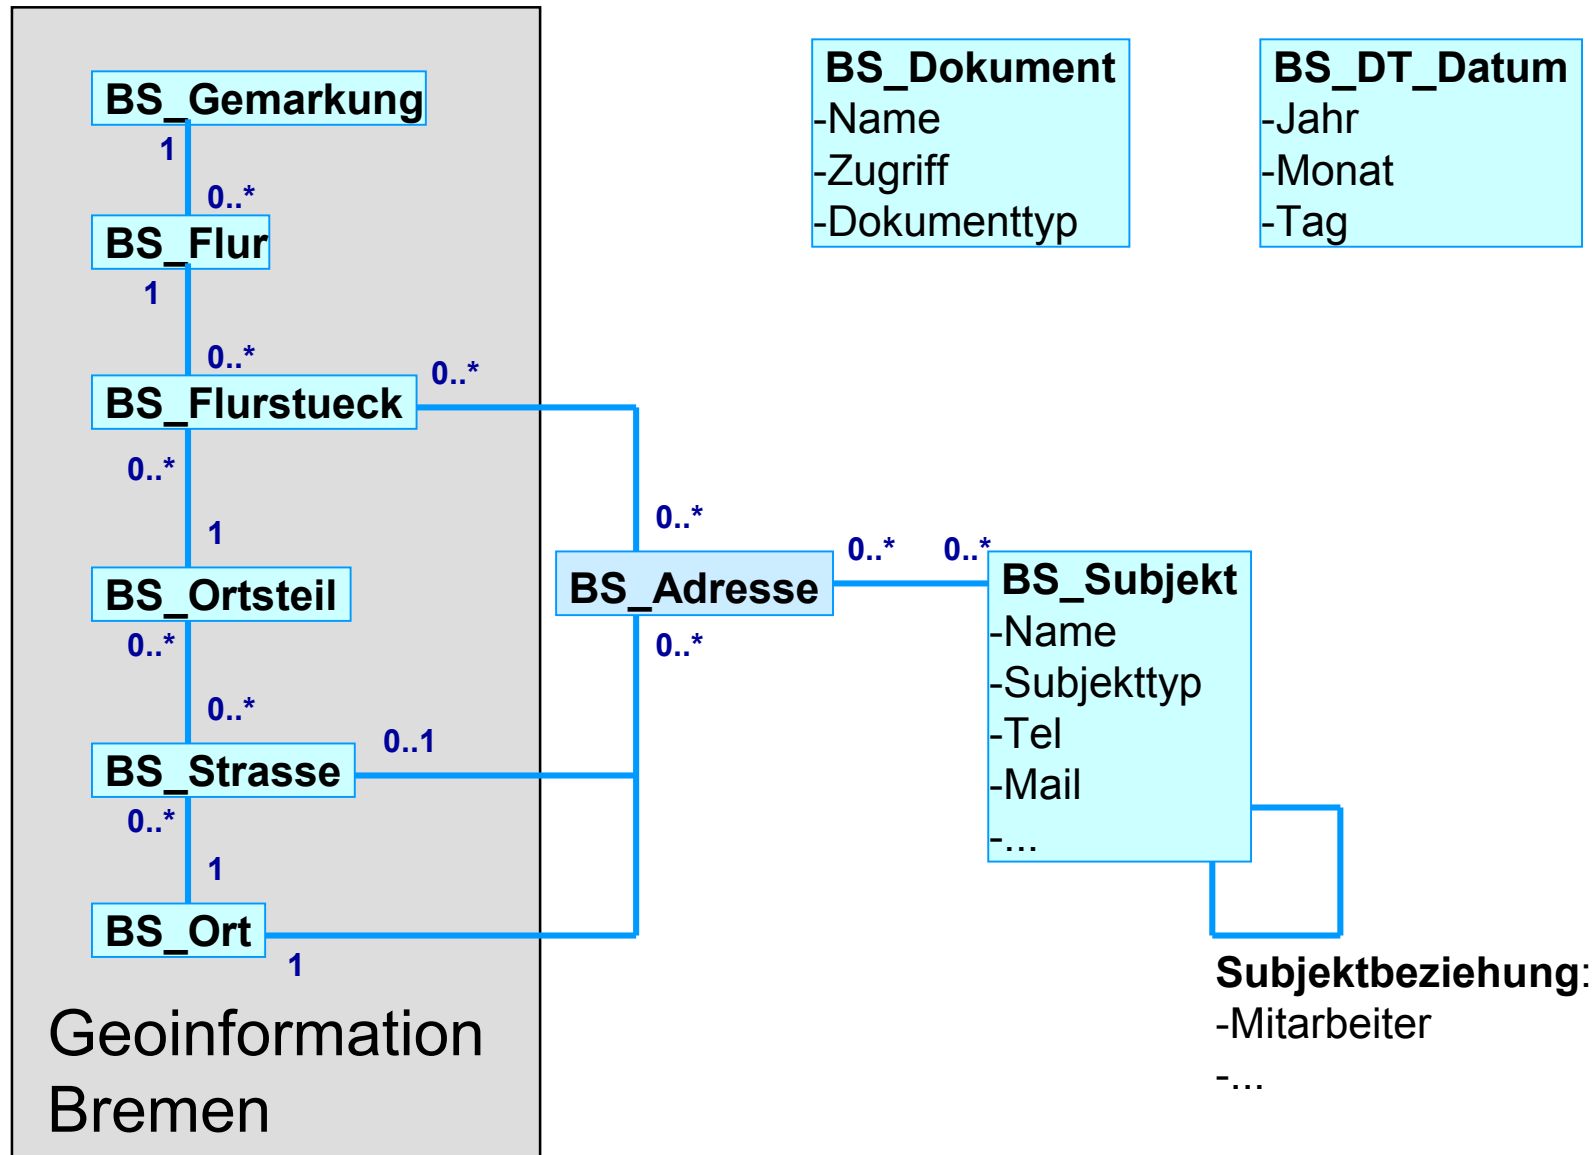 BS_Gemarkung
1
0..*
BS_Flur
1
0..*
BS_Flurstueck
0..*
0..*
1
BS_Ortsteil
0..*
0..*
BS_Strasse
0..1
0..*
1
BS_Ort
1
Geoinformation
Bremen
0..*
BS_Adresse
0..*
0..*
0..*
BS_Dokument
-Name
-Zugriff
-Dokumenttyp
BS_DT_Datum
-Jahr
-Monat
-Tag
BS_Subjekt
-Name
-Subjekttyp
-Tel
-Mail
-...
Subjektbeziehung:
-Mitarbeiter
-...